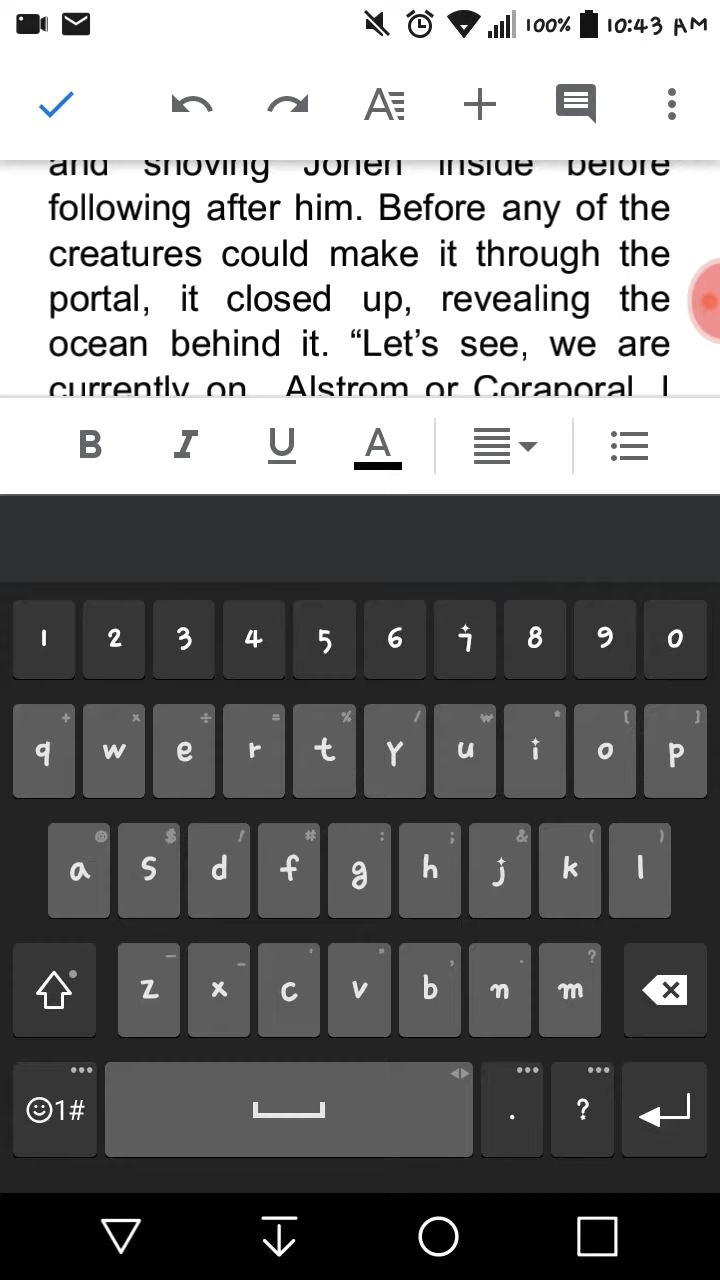 100% 10:43 AM
and shoving Johen inside before
following after him. Before any of the
creatures could make it through the
portal, it closed up, revealing the
ocean behind it. “Let’s see, we are
currently on Alstrom or Coraporal, I
B I U A
1 2 3 4 5 6 7 8 9 0
+ × ÷ = % / ₩ * [ ]
q w e r t y u i o p
@ $ ! # : ; & ( )
a s d f g h j k l
— _ ' " , . ?
z x c v b n m
1# . ?